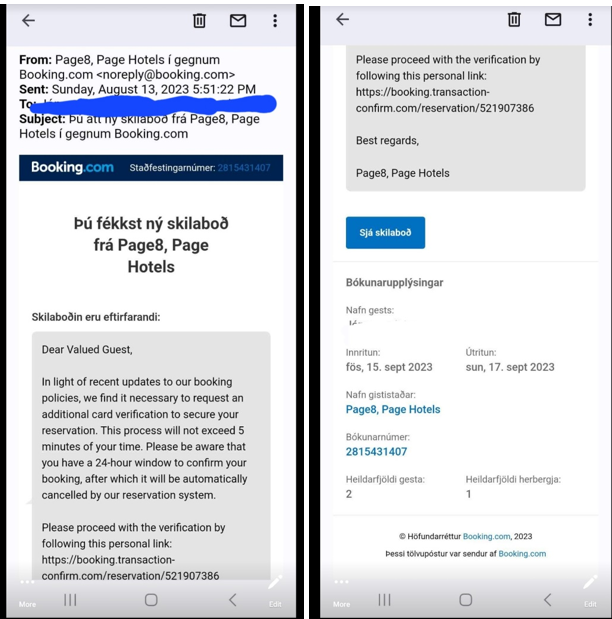 From: Page8, Page Hotels í gegnum
Booking.com <noreply@booking.com>
Sent: Sunday, August 13, 2023 5:51:22 PM
To:
Subject: Þú átt ný skilaboð frá Page8, Page
Hotels í gegnum Booking.com
Booking.com Staðfestingarnúmer: 2815431407
Þú fékkst ný skilaboð
frá Page8, Page
Hotels
Skilaboðin eru eftirfarandi:
Dear Valued Guest,
In light of recent updates to our booking
policies, we find it necessary to request an
additional card verification to secure your
reservation. This process will not exceed 5
minutes of your time. Please be aware that
you have a 24-hour window to confirm your
booking, after which it will be automatically
cancelled by our reservation system.
Please proceed with the verification by
following this personal link:
https://booking.transaction-
confirm.com/reservation/521907386
More
Edit
Please proceed with the verification by
following this personal link:
https://booking.transaction-
confirm.com/reservation/521907386
Best regards,
Page8, Page Hotels
Sjá skilaboð
Bókunarupplýsingar
Nafn gests:
Innritun: Útritun:
fös, 15. sept 2023 sun, 17. sept 2023
Nafn gististaðar:
Page8, Page Hotels
Bókunarnúmer:
2815431407
Heildarfjöldi gesta: Heildarfjöldi herbergja:
2 1
© Höfundarréttur Booking.com, 2023
Þessi tölvupóstur var sendur af Booking.com
More
Edit